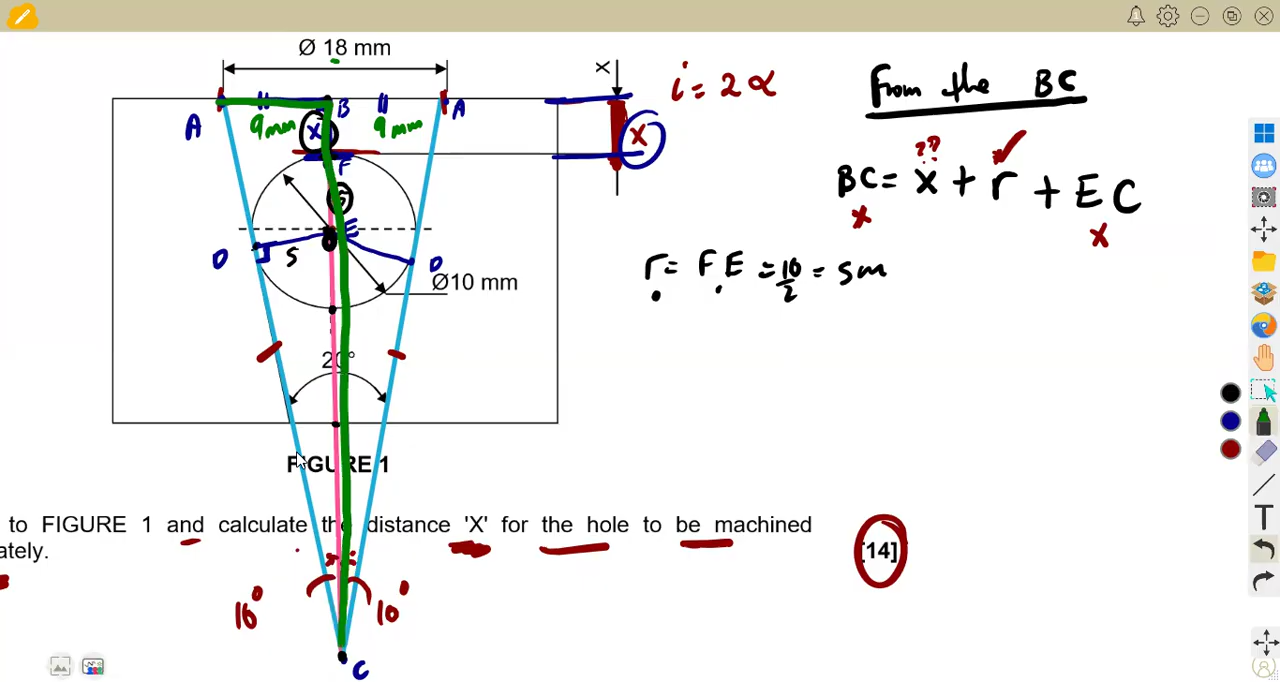 Ø 18 mm
X
i = 2α
From the BC
A
B
A
9mm
9mm
X
X
F
?? ✓
BC = x + r + EC
x
x
E
D
5
D
r = FE = 10/2 = 5m
Ø10 mm
20°
FIGURE 1
to FIGURE 1 and calculate the distance 'X' for the hole to be machined
ately.
[14]
10°
10°
C
T